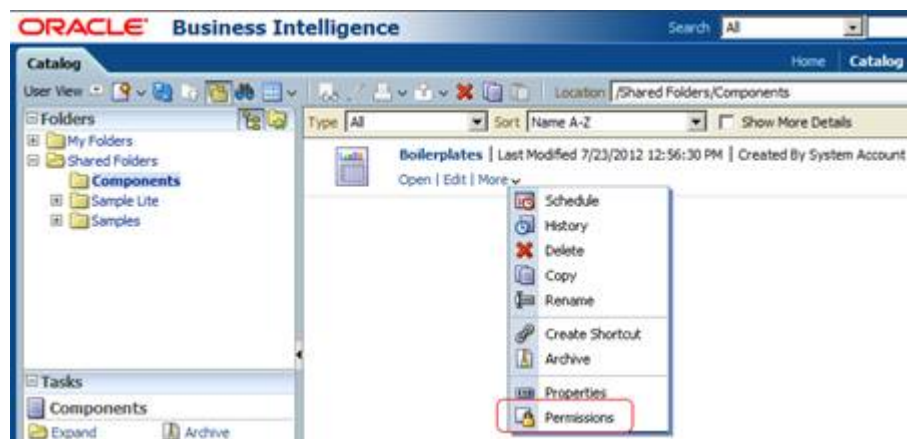 ORACLE Business Intelligence
Search All
Catalog
Home Catalog
User View
Location /Shared Folders/Components
Folders
Type All Sort Name A-Z Show More Details
My Folders
Shared Folders
Components
Sample Lite
Samples
Boilerplates | Last Modified 7/23/2012 12:56:30 PM | Created By System Account
Open | Edit | More
Schedule
History
Delete
Copy
Rename
Create Shortcut
Archive
Properties
Permissions
Tasks
Components
Expand Archive